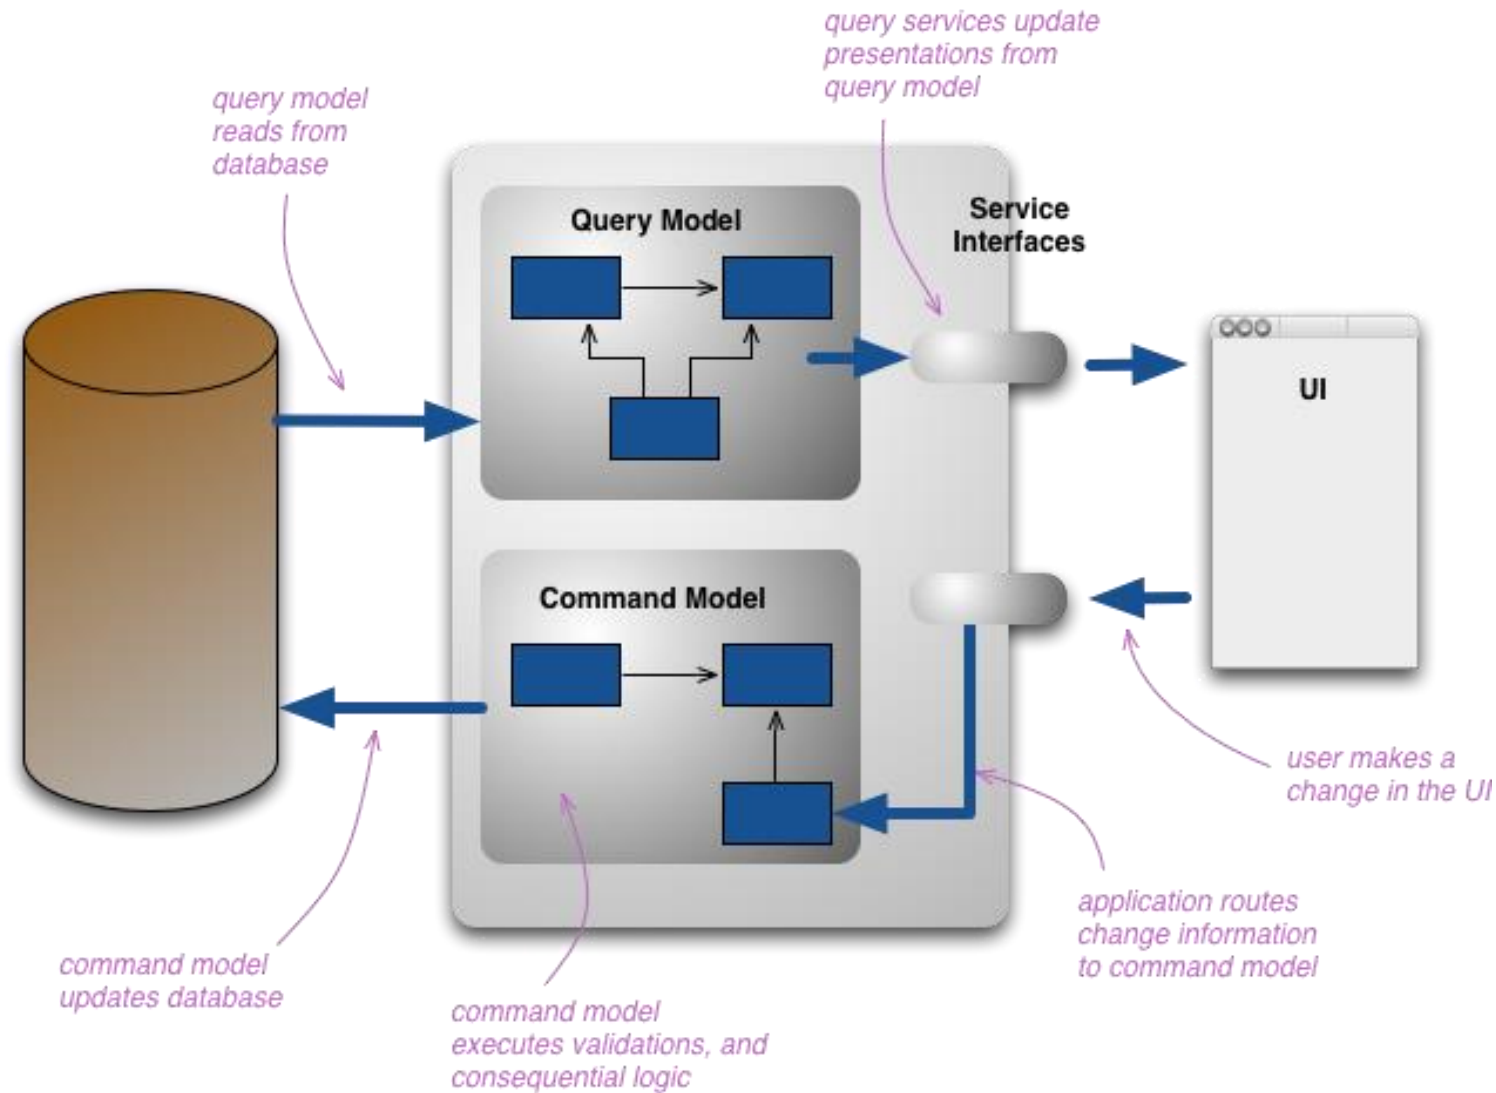 query services update
presentations from
query model
query model
reads from
database
Query Model
Service
Interfaces
UI
Command Model
user makes a
change in the UI
application routes
change information
to command model
command model
updates database
command model
executes validations, and
consequential logic